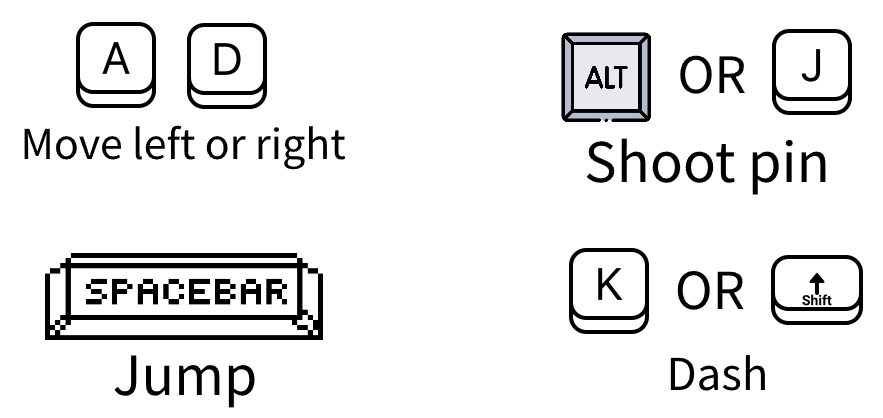 A D
Move left or right
ALT OR J
Shoot pin
SPACEBAR
Jump
K OR Shift
Dash